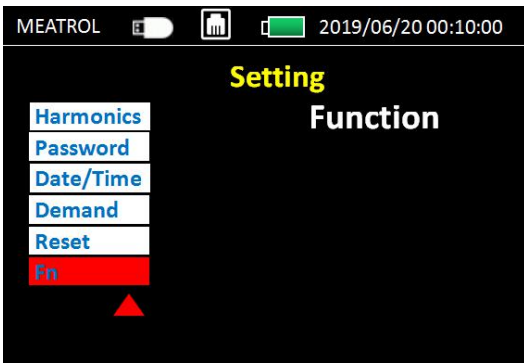 MEATROL 2019/06/20 00:10:00
Setting
Function
Harmonics
Password
Date/Time
Demand
Reset
Fn